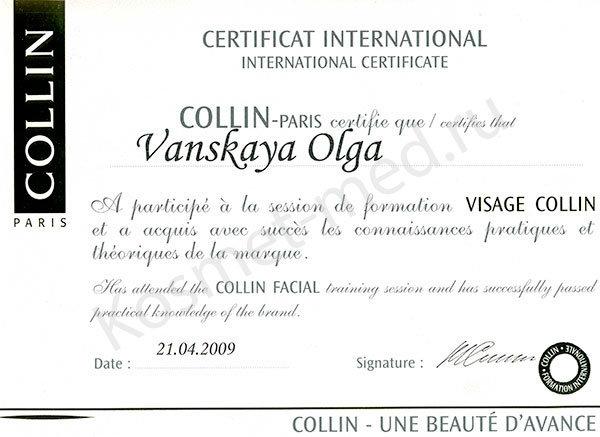 COLLIN
PARIS
CERTIFICAT INTERNATIONAL
INTERNATIONAL CERTIFICATE
COLLIN-PARIS certifie que / certifies that
Vanskaya Olga
A participé à la session de formation VISAGE COLLIN
et a acquis avec succès les connaissances pratiques et
théoriques de la marque.
Has attended the COLLIN FACIAL training session and has successfully passed
practical knowledge of the brand.
Date : 21.04.2009
Signature :
COLLIN - FORMATION INTERNATIONALE
COLLIN - UNE BEAUTÉ D'AVANCE
Kosmet-med.ru